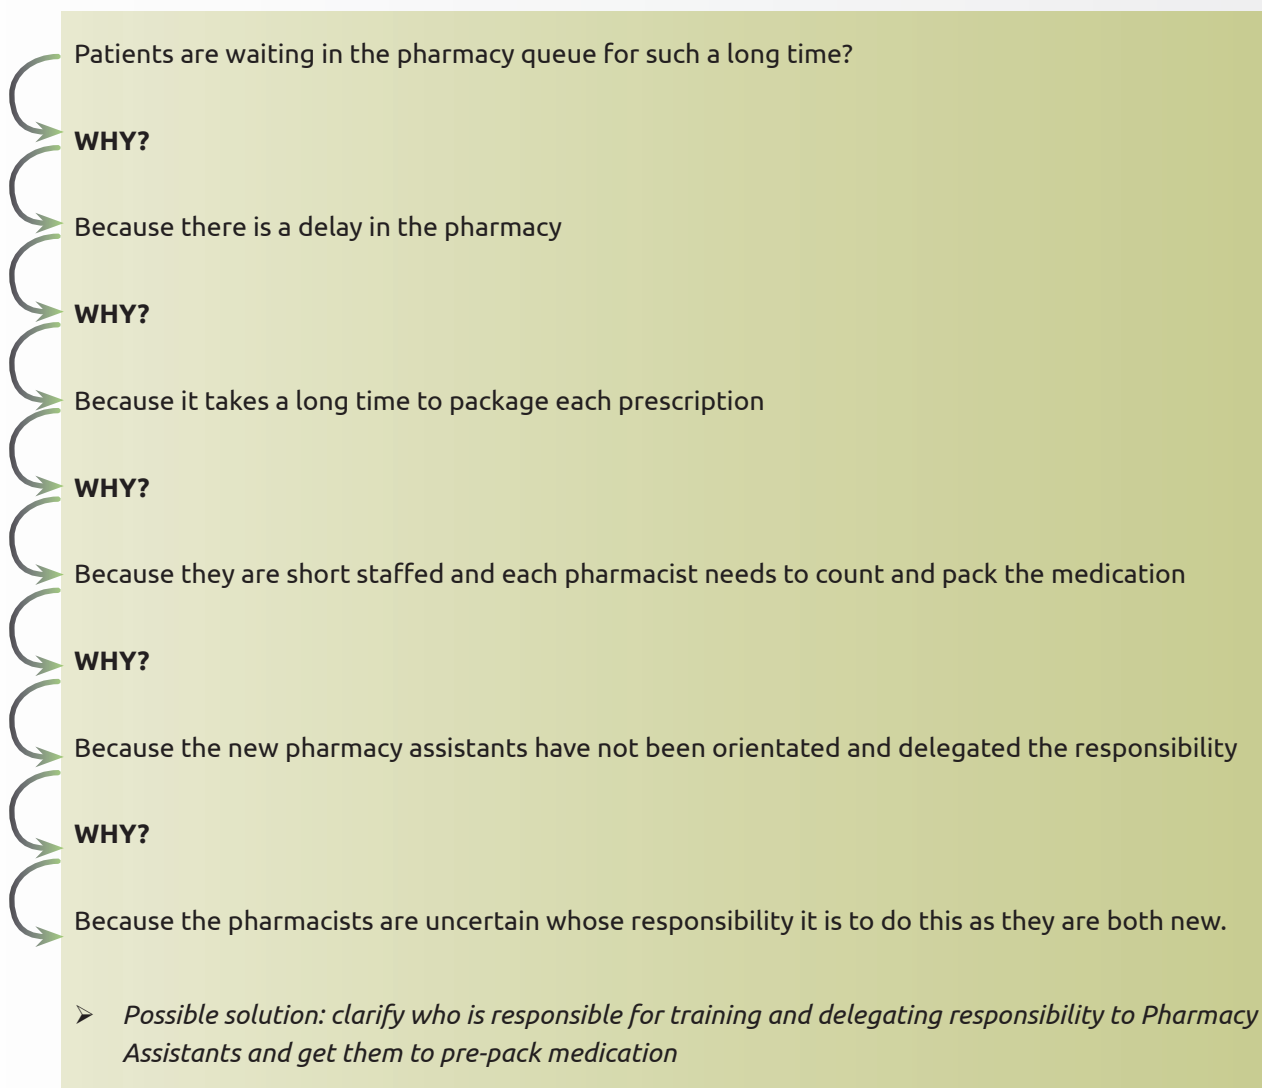 Patients are waiting in the pharmacy queue for such a long time?
WHY?
Because there is a delay in the pharmacy
WHY?
Because it takes a long time to package each prescription
WHY?
Because they are short staffed and each pharmacist needs to count and pack the medication
WHY?
Because the new pharmacy assistants have not been orientated and delegated the responsibility
WHY?
Because the pharmacists are uncertain whose responsibility it is to do this as they are both new.
➢ Possible solution: clarify who is responsible for training and delegating responsibility to Pharmacy
Assistants and get them to pre-pack medication